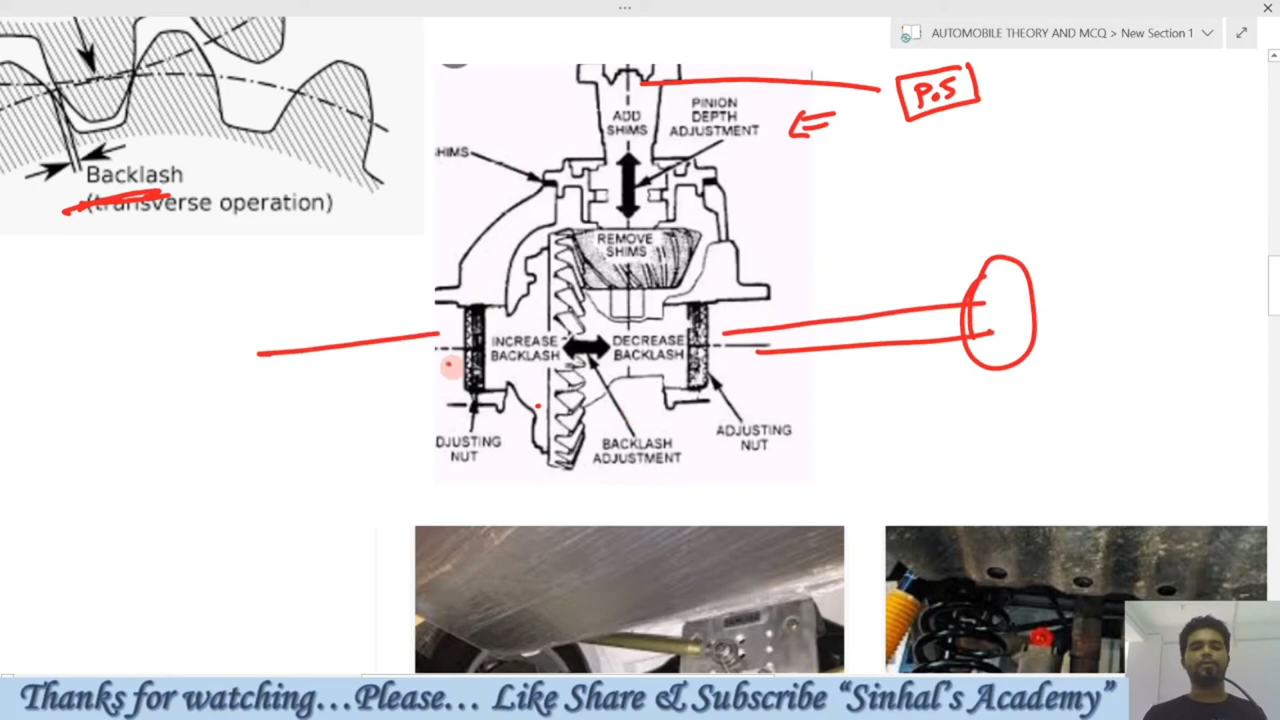 AUTOMOBILE THEORY AND MCQ > New Section 1
P.S
ADD
SHIMS
PINION
DEPTH
ADJUSTMENT
HIMS
Backlash
(transverse operation)
REMOVE
SHIMS
INCREASE
BACKLASH
DECREASE
BACKLASH
DJUSTING
NUT
BACKLASH
ADJUSTMENT
ADJUSTING
NUT
Thanks for watching...Please... Like Share & Subscribe “Sinhal’s Academy”